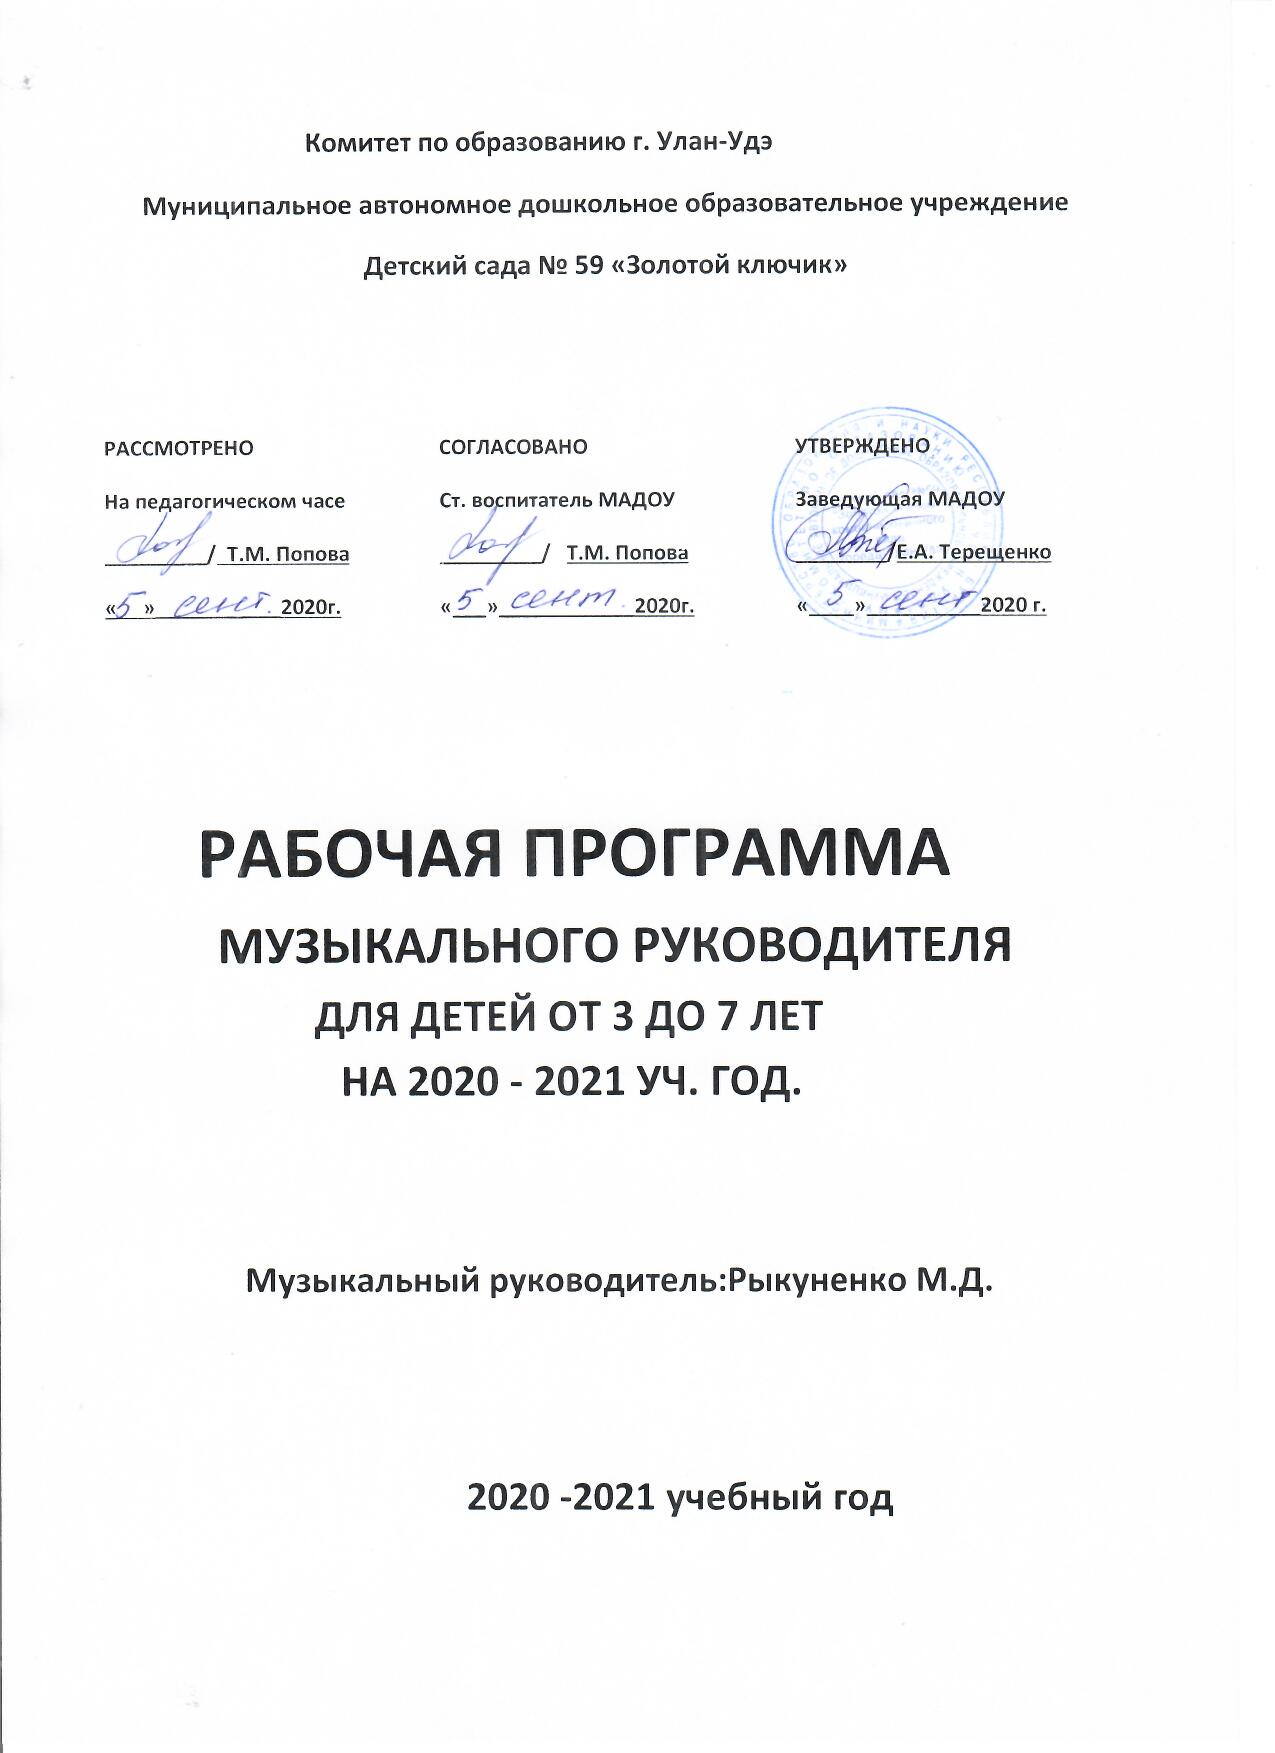 Комитет по образованию г. Улан-Удэ
Муниципальное автономное дошкольное образовательное учреждение
Детский сада № 59 «Золотой ключик»
РАССМОТРЕНО СОГЛАСОВАНО УТВЕРЖДЕНО
На педагогическом часе Ст. воспитатель МАДОУ Заведующая МАДОУ
/ Т.М. Попова / Т.М. Попова /Е.А. Терещенко
«5» сент. 2020г. «5» сент. 2020г. «5» сент 2020 г.
РАБОЧАЯ ПРОГРАММА
МУЗЫКАЛЬНОГО РУКОВОДИТЕЛЯ
ДЛЯ ДЕТЕЙ ОТ 3 ДО 7 ЛЕТ
НА 2020 - 2021 УЧ. ГОД.
Музыкальный руководитель:Рыкуненко М.Д.
2020 -2021 учебный год